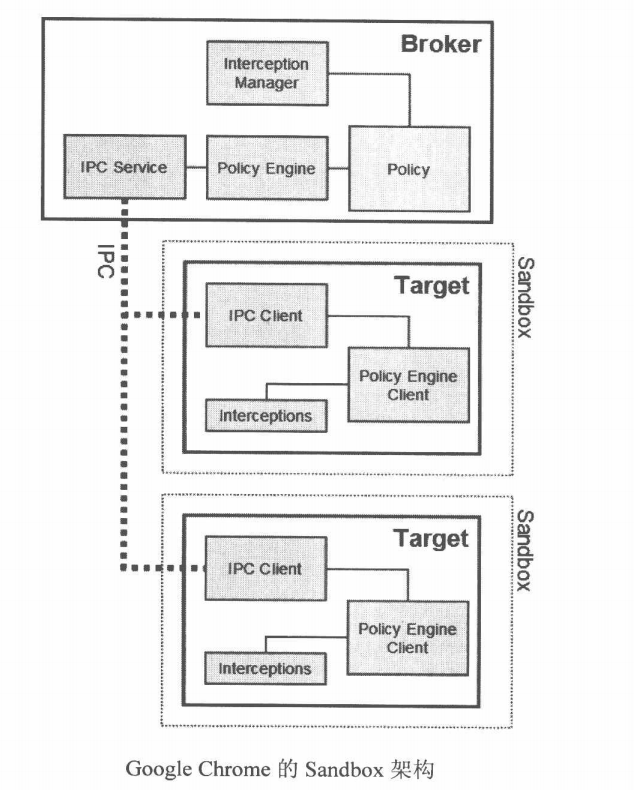 Broker
Interception
Manager
IPC Service
Policy Engine
Policy
IPC
Sandbox
Target
IPC Client
Policy Engine
Client
Interceptions
Sandbox
Target
IPC Client
Policy Engine
Client
Interceptions
Google Chrome 的 Sandbox 架构